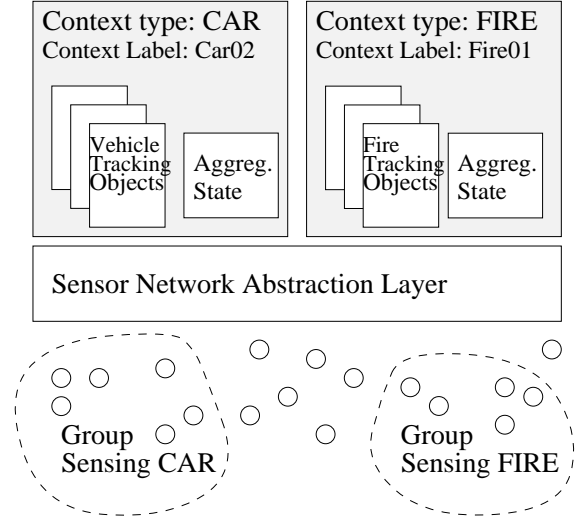 Context type: CAR
Context Label: Car02
Vehicle
Tracking
Objects
Aggreg.
State
Context type: FIRE
Context Label: Fire01
Fire
Tracking
Objects
Aggreg.
State
Sensor Network Abstraction Layer
Group
Sensing CAR
Group
Sensing FIRE